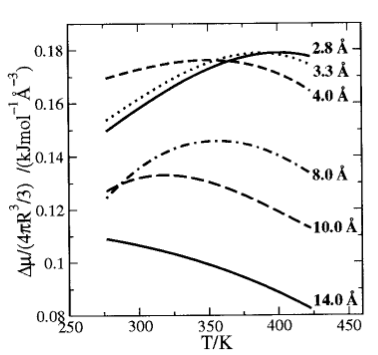 0.18
0.16
0.14
0.12
0.1
0.08
Δμ/(4πR³/3) /(kJmol⁻¹Å⁻³)
2.8 Å
3.3 Å
4.0 Å
8.0 Å
10.0 Å
14.0 Å
250 300 350 400 450
T/K